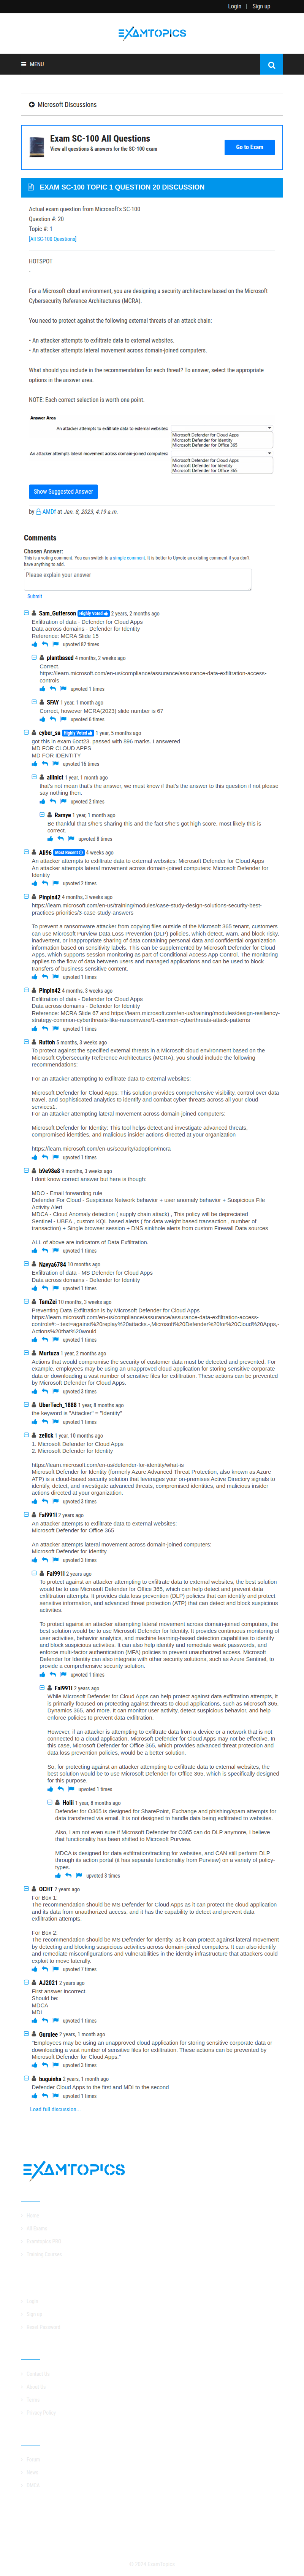 Login | Sign up
EXAMTOPICS
MENU
Microsoft Discussions
Exam SC-100 All Questions
View all questions & answers for the SC-100 exam
Go to Exam
EXAM SC-100 TOPIC 1 QUESTION 20 DISCUSSION
Actual exam question from Microsoft's SC-100
Question #: 20
Topic #: 1
[All SC-100 Questions]
HOTSPOT
-
For a Microsoft cloud environment, you are designing a security architecture based on the Microsoft
Cybersecurity Reference Architectures (MCRA).
You need to protect against the following external threats of an attack chain:
• An attacker attempts to exfiltrate data to external websites.
• An attacker attempts lateral movement across domain-joined computers.
What should you include in the recommendation for each threat? To answer, select the appropriate
options in the answer area.
NOTE: Each correct selection is worth one point.
Answer Area
An attacker attempts to exfiltrate data to external websites:
Microsoft Defender for Cloud Apps
Microsoft Defender for Identity
Microsoft Defender for Office 365
An attacker attempts lateral movement across domain-joined computers:
Microsoft Defender for Cloud Apps
Microsoft Defender for Identity
Microsoft Defender for Office 365
Show Suggested Answer
by AMDf at Jan. 8, 2023, 4:19 a.m.
Comments
Chosen Answer:
This is a voting comment. You can switch to a simple comment. It is better to Upvote an existing comment if you don't
have anything to add.
Please explain your answer
Submit
Sam_Gutterson Highly Voted 2 years, 2 months ago
Exfiltration of data - Defender for Cloud Apps
Data across domains - Defender for Identity
Reference: MCRA Slide 15
upvoted 82 times
plantbased 4 months, 2 weeks ago
Correct.
https://learn.microsoft.com/en-us/compliance/assurance/assurance-data-exfiltration-access-
controls
upvoted 1 times
SFAY 1 year, 1 month ago
Correct, however MCRA(2023) slide number is 67
upvoted 6 times
cyber_sa Highly Voted 1 year, 5 months ago
got this in exam 6oct23. passed with 896 marks. I answered
MD FOR CLOUD APPS
MD FOR IDENTITY
upvoted 16 times
allinict 1 year, 1 month ago
that's not mean that's the answer, we must know if that's the answer to this question if not please
say nothing then.
upvoted 2 times
Ramye 1 year, 1 month ago
Be thankful that s/he's sharing this and the fact s/he's got high score, most likely this is
correct.
upvoted 8 times
Ali96 Most Recent 4 weeks ago
An attacker attempts to exfiltrate data to external websites: Microsoft Defender for Cloud Apps
An attacker attempts lateral movement across domain-joined computers: Microsoft Defender for
Identity
upvoted 2 times
Pinpin42 4 months, 3 weeks ago
https://learn.microsoft.com/en-us/training/modules/case-study-design-solutions-security-best-
practices-priorities/3-case-study-answers
To prevent a ransomware attacker from copying files outside of the Microsoft 365 tenant, customers
can use Microsoft Purview Data Loss Prevention (DLP) policies, which detect, warn, and block risky,
inadvertent, or inappropriate sharing of data containing personal data sand confidential organization
information based on sensitivity labels. This can be supplemented by Microsoft Defender for Cloud
Apps, which performs session management as part of Conditional Access App Control. The monitoring
applies to the flow of data between users and managed applications and can be used to block the
transfers of business sensitive content.
upvoted 1 times
Pinpin42 4 months, 3 weeks ago
Exfiltration of data - Defender for Cloud Apps
Data across domains - Defender for Identity
Reference: MCRA Slide 67 and https://learn.microsoft.com/en-us/training/modules/design-resiliency-
strategy-common-cyberthreats-like-ransomware/1-common-cyberthreats-attack-patterns
upvoted 1 times
Ruttoh 5 months, 3 weeks ago
To protect against the specified external threats in a Microsoft cloud environment based on the
Microsoft Cybersecurity Reference Architectures (MCRA), you should include the following
recommendations:
For an attacker attempting to exfiltrate data to external websites:
Microsoft Defender for Cloud Apps: This solution provides comprehensive visibility, control over data
travel, and sophisticated analytics to identify and combat cyber threats across all your cloud
services1.
For an attacker attempting lateral movement across domain-joined computers:
Microsoft Defender for Identity: This tool helps detect and investigate advanced threats,
compromised identities, and malicious insider actions directed at your organization
https://learn.microsoft.com/en-us/security/adoption/mcra
upvoted 1 times
b9e98e8 9 months, 3 weeks ago
I dont know correct answer but here is though
MDO - Email forwarding rule
Defender For Cloud - Suspicious Network behavior + user anomaly behavior + Suspicious File
Activity Alert
MDCA - Cloud Anomaly detection ( supply chain attack) , This policy will be depreciated
Sentinel - UBEA , custom KQL based alerts [ for data weight based transaction , number of
transaction) + Single browser session + DNS sinkhole alerts from custom Firewall Data sources
ALL of above are indicators of Data Exfiltration.
upvoted 1 times
Navya6784 10 months ago
Exfiltration of data - MS Defender for Cloud Apps
Data across domains - Defender for Identity
upvoted 1 times
TamZei 10 months, 3 weeks ago
Preventing Data Exfiltration is by Microsoft Defender for Cloud Apps
https://learn.microsoft.com/en-us/compliance/assurance/assurance-data-exfiltration-access-
controls#:~:text=against%20replay%20attacks-,Microsoft%20Defender%20for%20Cloud%20Apps,-
Actions%20that%20would
upvoted 1 times
Murtuza 1 year, 2 months ago
Actions that would compromise the security of customer data must be detected and prevented. For
example, employees may be using an unapproved cloud application for storing sensitive corporate data,
or downloading a vast number of sensitive files for exfiltration. These actions can be prevented
by Microsoft Defender for Cloud Apps.
upvoted 3 times
UberTech_1888 1 year, 8 months ago
the keyword is "Attacker" = "identity"
upvoted 1 times
zellck 1 year, 10 months ago
1. Microsoft Defender for Cloud Apps
2. Microsoft Defender for Identity
https://learn.microsoft.com/en-us/defender-for-identity/what-is
Microsoft Defender for Identity (formerly Azure Advanced Threat Protection, also known as Azure
ATP) is a cloud-based security solution that leverages your on-premises Active Directory signals to
identify, detect, and investigate advanced threats, compromised identities, and malicious insider
actions directed at your organization.
upvoted 3 times
Fal991l 2 years ago
An attacker attempts to exfiltrate data to external websites:
Microsoft Defender for Office 365
An attacker attempts lateral movement across domain-joined computers:
Microsoft Defender for Identity
upvoted 3 times
Fal991l 2 years ago
To protect against an attacker attempting to exfiltrate data to external websites, the best solution
would be to use Microsoft Defender for Office 365, which can help detect and prevent data
exfiltration attempts. It provides data loss prevention (DLP) policies that can identify, protect and
monitor sensitive data, and advanced threat protection (ATP) that can detect and block suspicious
activities.
To protect against an attacker attempting lateral movement across domain-joined computers, the
best solution would be to use Microsoft Defender for Identity. It provides continuous monitoring of
user behavior, analytics, and machine learning-based detection capabilities to identify
and block suspicious activities. It can also help identify and remediate weak passwords, and
enforce multi-factor authentication (MFA) policies to prevent unauthorized access. Microsoft
Defender for Identity can also integrate with other security solutions, such as Azure Sentinel, to
provide a comprehensive security solution.
upvoted 1 times
Fal991l 2 years ago
While Microsoft Defender for Cloud Apps can help protect against data exfiltration attempts, it
is primarily focused on protecting cloud applications, such as Microsoft 365, SharePoint,
Dynamics 365, and more. It can monitor user activity, detect suspicious behavior, and help
enforce policies to prevent data exfiltration.
However, if an attacker is attempting to exfiltrate data from a device or a network that is not
connected to a cloud application, Microsoft Defender for Cloud Apps may not be effective. In
this case, Microsoft Defender for Office 365, which provides advanced threat protection and
data loss prevention policies, would be a better solution.
So, for protecting against an attacker attempting to exfiltrate data to external websites, the
best solution would be to use Microsoft Defender for Office 365, which is specifically designed
for this purpose.
upvoted 1 times
Holii 1 year, 8 months ago
Defender for O365 is designed for SharePoint, Exchange and phishing/spam attempts for
data transferred via email. It is not designed to handle data exfiltrated to external websites.
Also, I am not even sure if Microsoft Defender for O365 can do DLP anymore, I believe
that functionality has been shifted to Microsoft Purview.
MDCA is designed for data exfiltration/tracking for websites, and CAN still perform DLP
through its action portal (it has separate functionality from Purview) on a variety of policy-
types.
upvoted 3 times
OCHT 2 years ago
For Box 1:
The recommendation should be MS Defender for Cloud Apps as it can protect the cloud application
data from its unauthorized access, and it has the capability to detect and prevent data
exfiltration attempts.
For Box 2:
The recommendation should be MS Defender for Identity, as it can protect against lateral movement
by detecting and blocking suspicious activities across domain-joined computers. It can also identify
and remediate misconfigurations and vulnerabilities in the identity infrastructure that attackers could
exploit to move laterally.
upvoted 7 times
AJ2021 2 years ago
First answer incorrect.
Should be:
MDCA
MDI
upvoted 1 times
Gurulee 2 years, 1 month ago
"Employees may be using an unapproved cloud application for storing sensitive corporate data or
downloading a vast number of sensitive files for exfiltration. These actions can be prevented by
Microsoft Defender for Cloud Apps."
upvoted 3 times
buguinha 2 years, 1 month ago
Defender Cloud Apps to the first and MDI to the second
upvoted 1 times
Load full discussion...
EXAMTOPICS